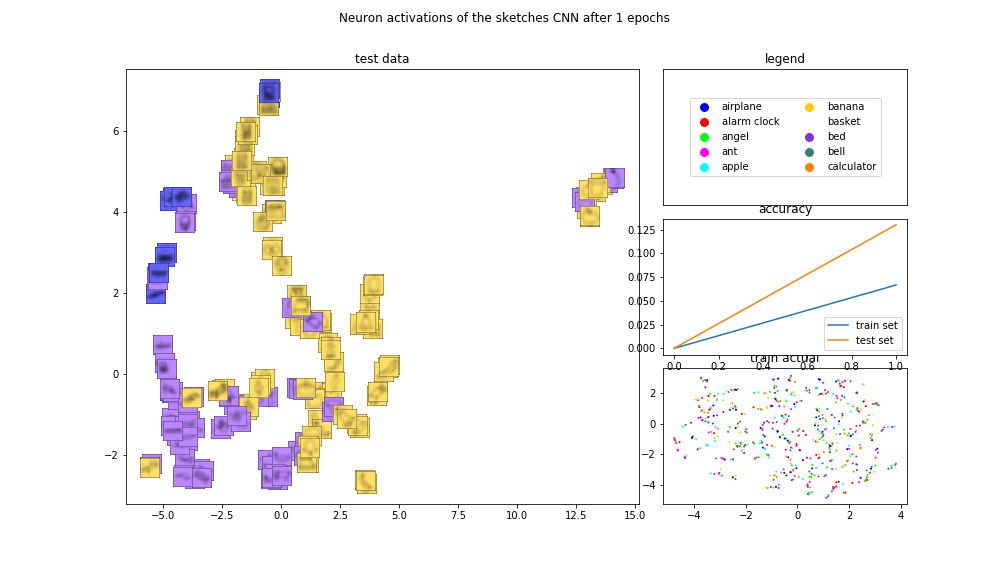 Neuron activations of the sketches CNN after 1 epochs
test data
6
4
2
0
−2
−5.0 −2.5 0.0 2.5 5.0 7.5 10.0 12.5 15.0
legend
airplane banana
alarm clock basket
angel bed
ant bell
apple calculator
accuracy
0.125
0.100
0.075
0.050
0.025
0.000
train set
test set
0.0 0.2 0.4 0.6 0.8 1.0
train actual
2
0
−2
−4
−4 −2 0 2 4